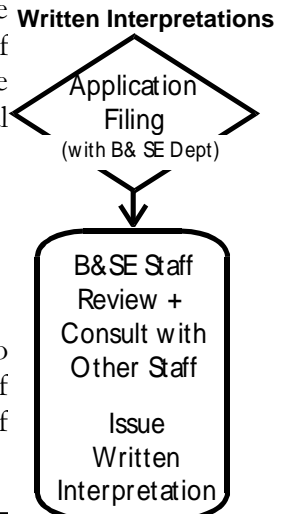 Written Interpretations
Application
Filing
(with B& SE Dept)
B&SE Staff
Review +
Consult with
Other Staff
Issue
Written
Interpretation